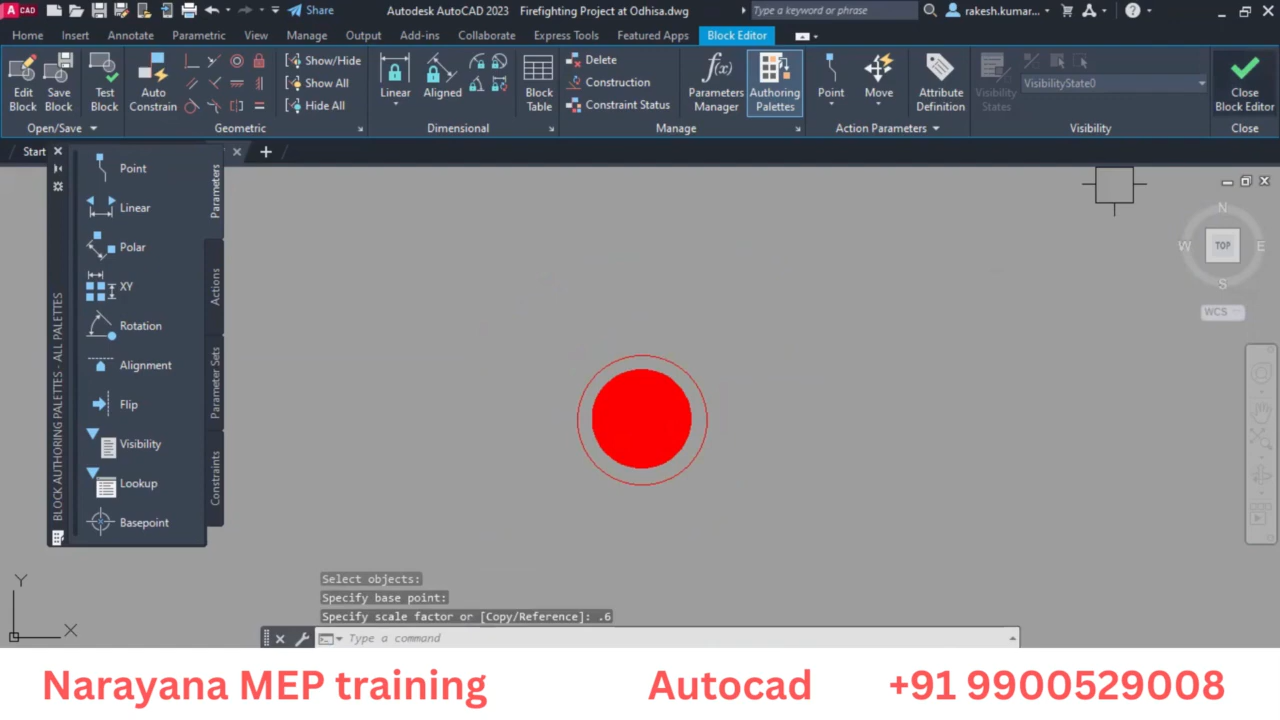 CAD
Share
Autodesk AutoCAD 2023 Firefighting Project at Odhisa.dwg
Type a keyword or phrase
rakesh.kumar...
Home Insert Annotate Parametric View Manage Output Add-ins Collaborate Express Tools Featured Apps Block Editor
Edit Block
Save Block
Test Block
Open/Save
Auto Constrain
Geometric
Show/Hide
Show All
Hide All
Linear
Aligned
Dimensional
Block Table
Delete
Construction
Constraint Status
Parameters Manager
Authoring Palettes
Manage
Point
Move
Attribute Definition
Action Parameters
Visibility States
VisibilityState0
Visibility
Close Block Editor
Close
Start
Point
Linear
Polar
XY
Rotation
Alignment
Flip
Visibility
Lookup
Basepoint
Parameters
Actions
Parameter Sets
Constraints
BLOCK AUTHORING PALETTES - ALL PALETTES
N
W TOP E
S
WCS
Y
X
Select objects:
Specify base point:
Specify scale factor or [Copy/Reference]: .6
Type a command
Narayana MEP training Autocad +91 9900529008